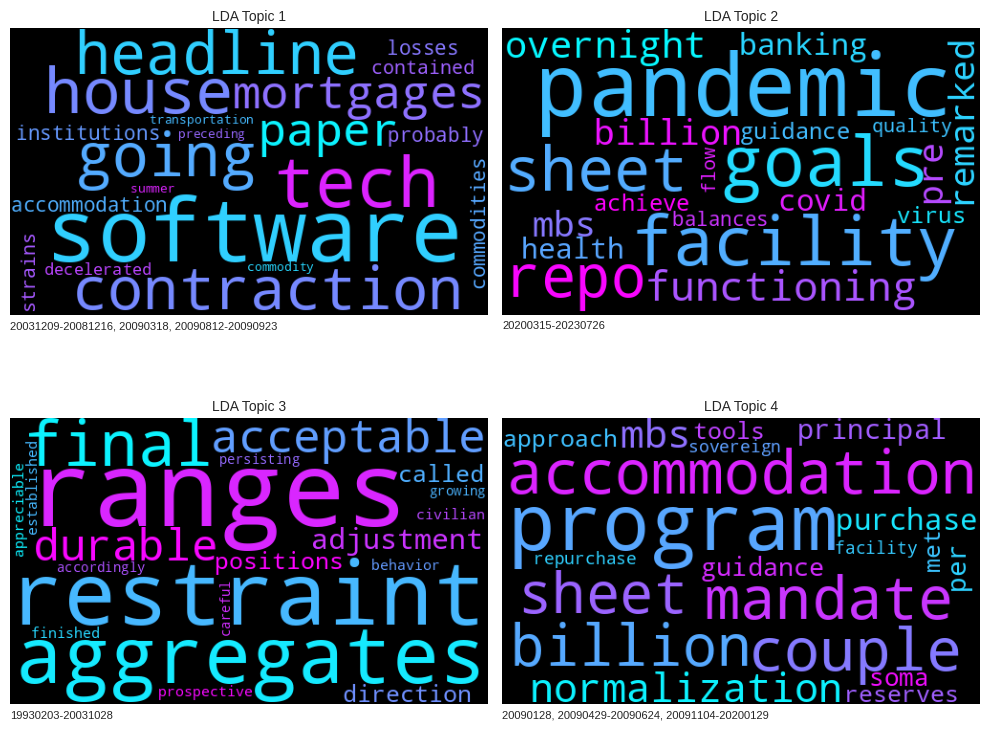 LDA Topic 1
headline
losses
contained
house
mortgages
transportation
institutions
preceding
paper
probably
going
tech
summer
commodities
accommodation
software
strains
decelerated
commodity
contraction
20031209-20081216, 20090318, 20090812-20090923
LDA Topic 2
overnight
banking
pandemic
remarked
billion
guidance
quality
sheet
flow
goals
pre
achieve
covid
mbs
balances
virus
health
facility
repo
functioning
20200315-20230726
LDA Topic 3
final
acceptable
appreciable
established
persisting
called
ranges
growing
civilian
durable
adjustment
accordingly
positions
behavior
restraint
careful
finished
aggregates
prospective
direction
19930203-20031028
LDA Topic 4
approach
mbs
tools
sovereign
principal
accommodation
program
purchase
facility
met
per
repurchase
guidance
sheet
mandate
billion
couple
normalization
soma
reserves
20090128, 20090429-20090624, 20091104-20200129